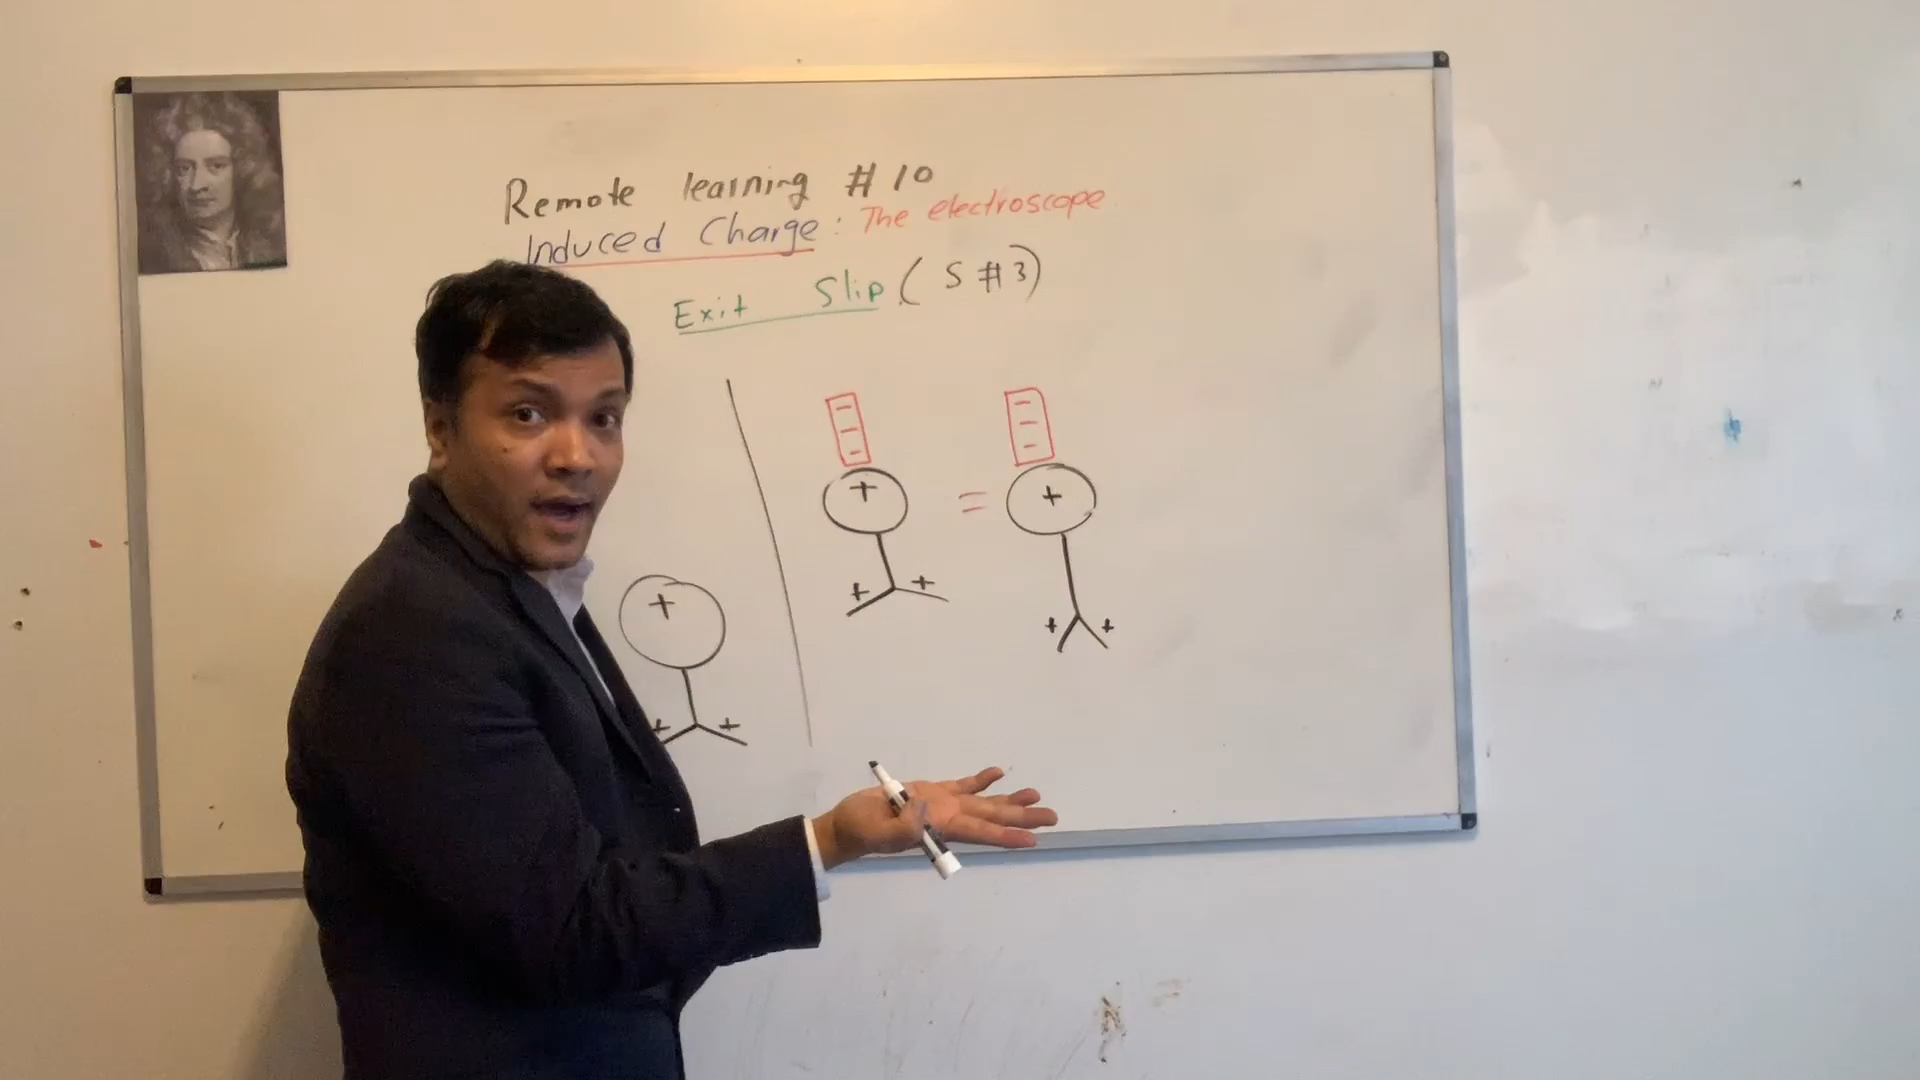 Remote learning # 10
Induced Charge: The electroscope
Exit Slip (S #3)
- -
- = -
- -
+ = +
+ + +
+ +
+ +